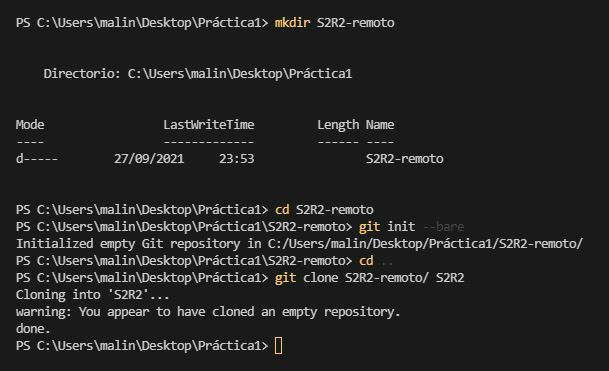 PS C:\Users\malin\Desktop\Práctica1> mkdir S2R2-remoto
Directorio: C:\Users\malin\Desktop\Práctica1
Mode LastWriteTime Length Name
---- ------------- ------ ----
d----- 27/09/2021 23:53 S2R2-remoto
PS C:\Users\malin\Desktop\Práctica1> cd S2R2-remoto
PS C:\Users\malin\Desktop\Práctica1\S2R2-remoto> git init --bare
Initialized empty Git repository in C:/Users/malin/Desktop/Práctica1/S2R2-remoto/
PS C:\Users\malin\Desktop\Práctica1\S2R2-remoto> cd ..
PS C:\Users\malin\Desktop\Práctica1> git clone S2R2-remoto/ S2R2
Cloning into 'S2R2'...
warning: You appear to have cloned an empty repository.
done.
PS C:\Users\malin\Desktop\Práctica1>